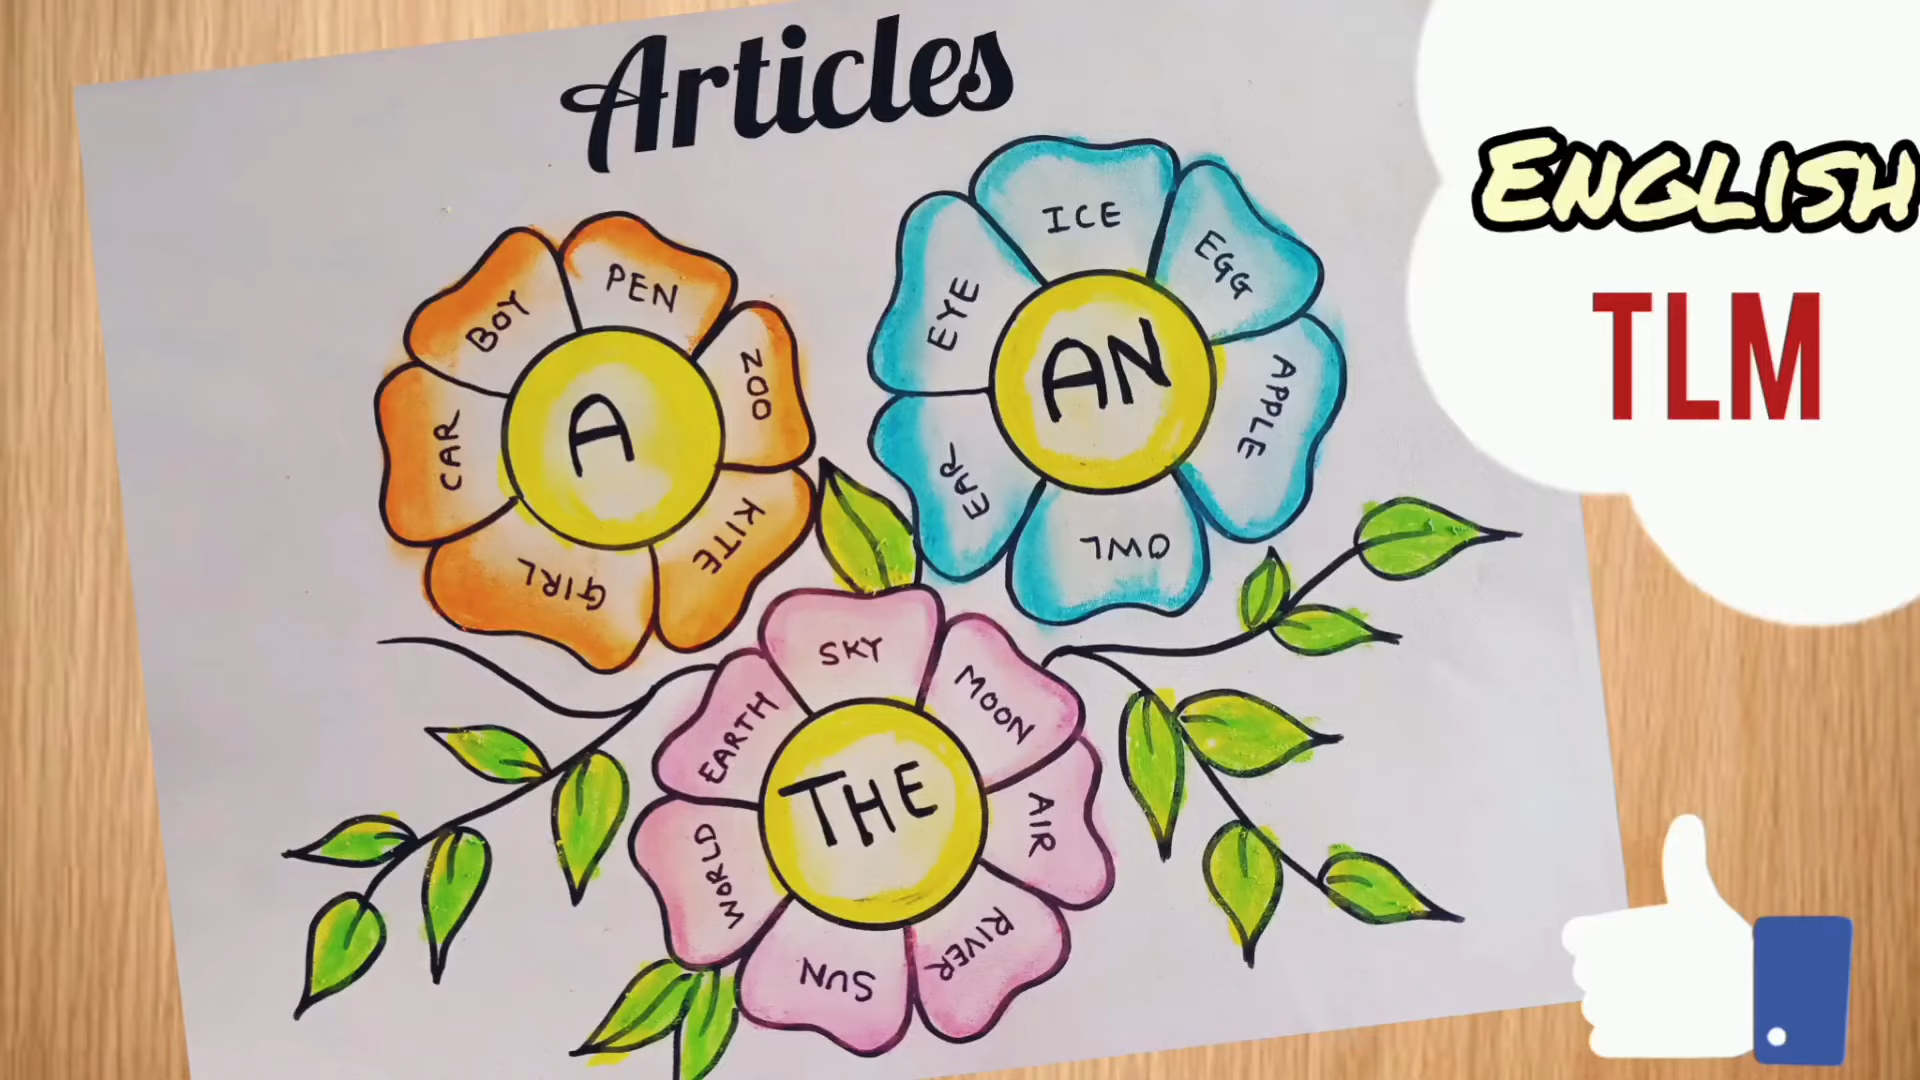 Articles
ENGLISH
TLM
A
PEN
ZOO
KITE
GIRL
CAR
BOY
AN
ICE
EGG
APPLE
OWL
EAR
EYE
THE
SKY
MOON
AIR
RIVER
SUN
WORLD
EARTH